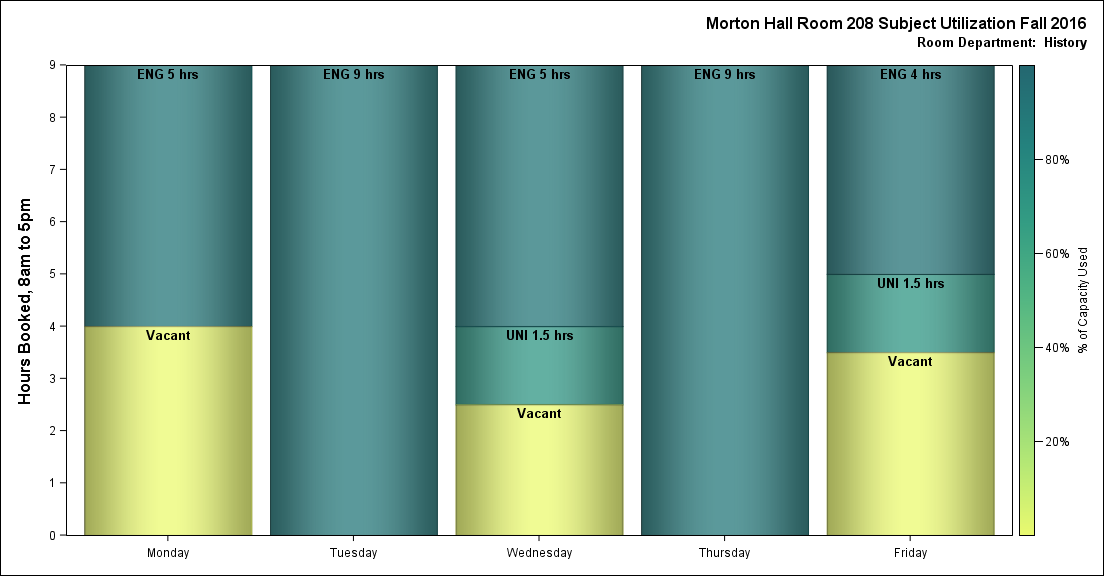 Morton Hall Room 208 Subject Utilization Fall 2016
Room Department:  History
Hours Booked, 8am to 5pm
9
8
7
6
5
4
3
2
1
0
ENG 5 hrs
Vacant
ENG 9 hrs
ENG 5 hrs
UNI 1.5 hrs
Vacant
ENG 9 hrs
ENG 4 hrs
UNI 1.5 hrs
Vacant
Monday
Tuesday
Wednesday
Thursday
Friday
80%
60%
40%
20%
% of Capacity Used